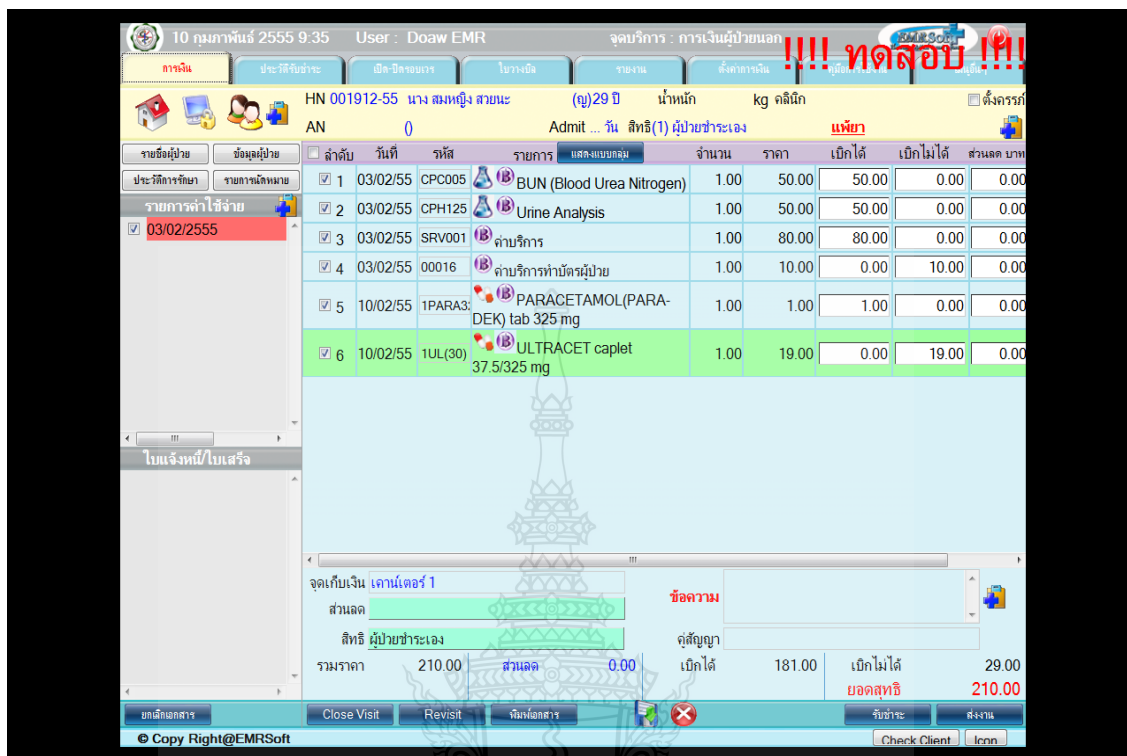 10 กุมภาพันธ์ 2555 9:35 User : Doaw EMR จุดบริการ : การเงินผู้ป่วยนอก EMRSoft
!!!! ทดสอบ !!!!
การเงิน ประวัติรับชำระ เปิด-ปิดรอบเวร ใบวางบิล รายงาน ตั้งค่าการเงิน
HN 001912-55 นาง สมหญิง สวยนะ (ญ)29 ปี น้ำหนัก kg คลินิก ตั้งครรภ์
AN () Admit ... วัน สิทธิ(1) ผู้ป่วยชำระเอง แพ้ยา
รายชื่อผู้ป่วย ข้อมูลผู้ป่วย
ประวัติการรักษา รายการนัดหมาย
รายการค่าใช้จ่าย
03/02/2555
ใบแจ้งหนี้/ใบเสร็จ
ลำดับ วันที่ รหัส รายการ แสดงแบบกลุ่ม จำนวน ราคา เบิกได้ เบิกไม่ได้ ส่วนลด บาท
1 03/02/55 CPC005 BUN (Blood Urea Nitrogen) 1.00 50.00 50.00 0.00 0.00
2 03/02/55 CPH125 Urine Analysis 1.00 50.00 50.00 0.00 0.00
3 03/02/55 SRV001 ค่าบริการ 1.00 80.00 80.00 0.00 0.00
4 03/02/55 00016 ค่าบริการทำบัตรผู้ป่วย 1.00 10.00 0.00 10.00 0.00
5 10/02/55 1PARA3 PARACETAMOL(PARA-
DEK) tab 325 mg 1.00 1.00 1.00 0.00 0.00
6 10/02/55 1UL(30) ULTRACET caplet
37.5/325 mg 1.00 19.00 0.00 19.00 0.00
จุดเก็บเงิน เคาน์เตอร์ 1 ข้อความ
ส่วนลด
สิทธิ ผู้ป่วยชำระเอง คู่สัญญา
รวมราคา 210.00 ส่วนลด 0.00 เบิกได้ 181.00 เบิกไม่ได้ 29.00
ยอดสุทธิ 210.00
ยกเลิกเอกสาร Close Visit Revisit พิมพ์เอกสาร รับชำระ ส่งงาน
© Copy Right@EMRSoft Check Client Icon